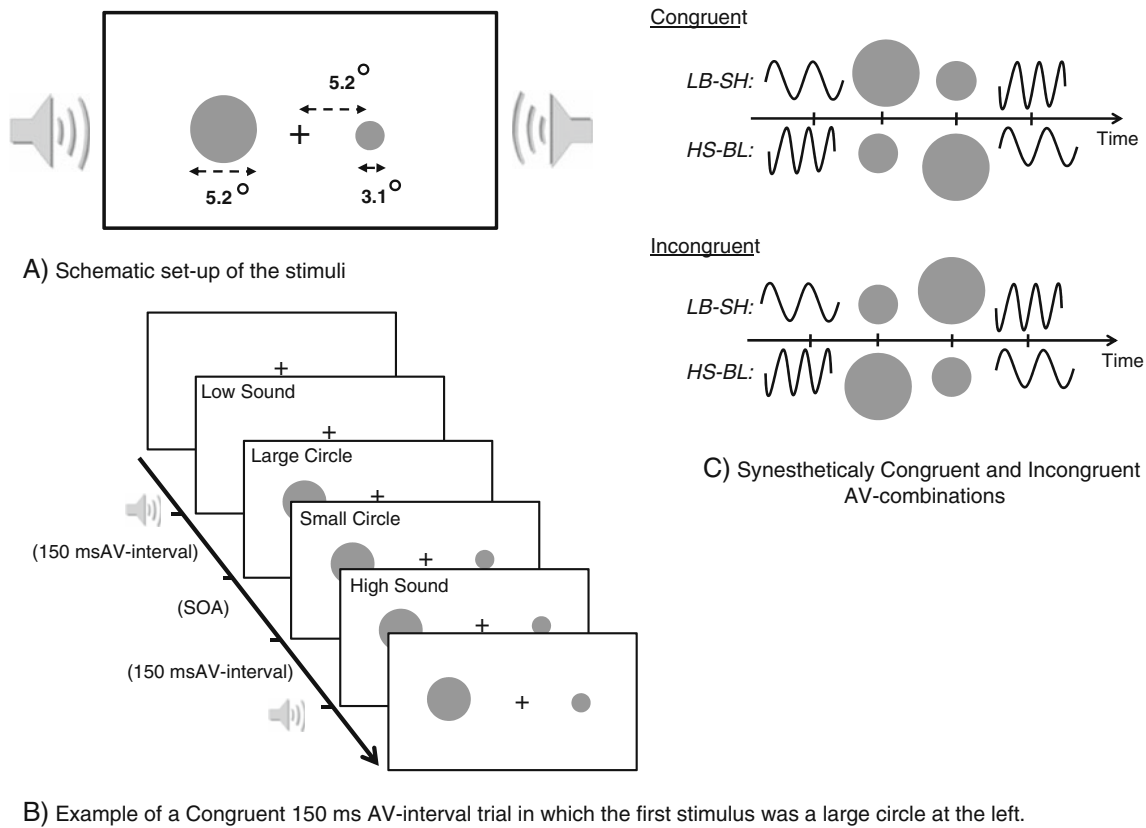 5.2°
+
5.2°
3.1°
A) Schematic set-up of the stimuli
+
Low Sound
+
Large Circle
+
Small Circle
+
High Sound
+
+
(150 msAV-interval)
(SOA)
(150 msAV-interval)
B) Example of a Congruent 150 ms AV-interval trial in which the first stimulus was a large circle at the left.
Congruent
LB-SH:
Time
HS-BL:
Incongruent
LB-SH:
Time
HS-BL:
C) Synestheticaly Congruent and Incongruent
AV-combinations